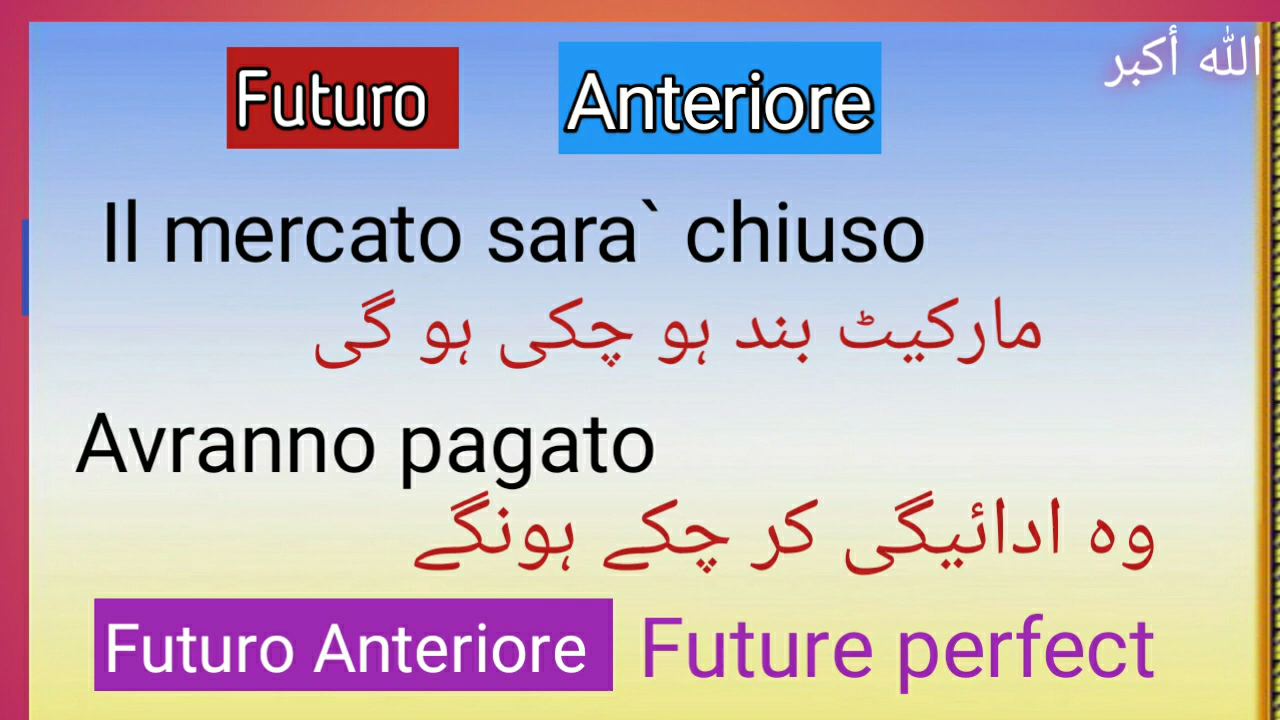 الله أكبر
Futuro Anteriore
Il mercato sara` chiuso
مارکیٹ بند ہو چکی ہو گی
Avranno pagato
وہ ادائیگی کر چکے ہونگے
Futuro Anteriore Future perfect